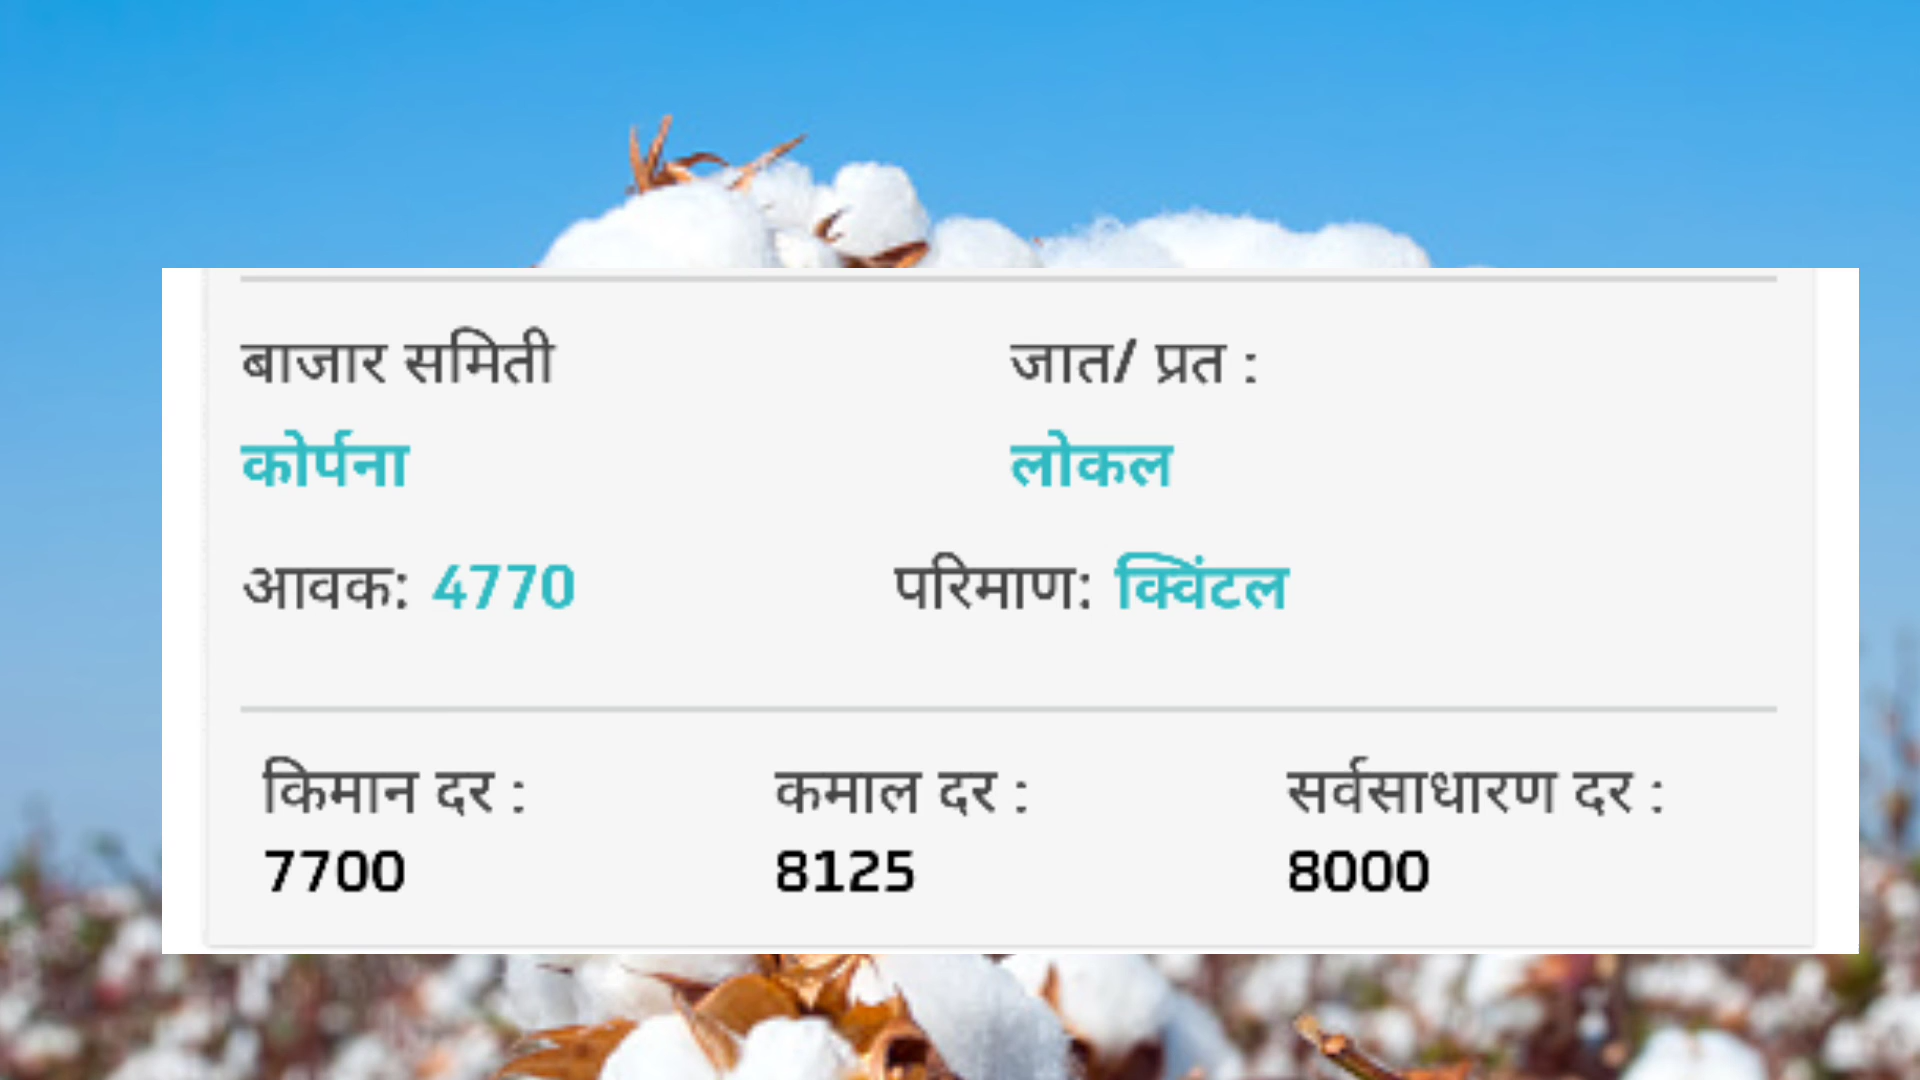 बाजार समिती जात/ प्रत :
कोर्पना लोकल
आवक: 4770 परिमाण: क्विंटल
किमान दर : कमाल दर : सर्वसाधारण दर :
7700 8125 8000